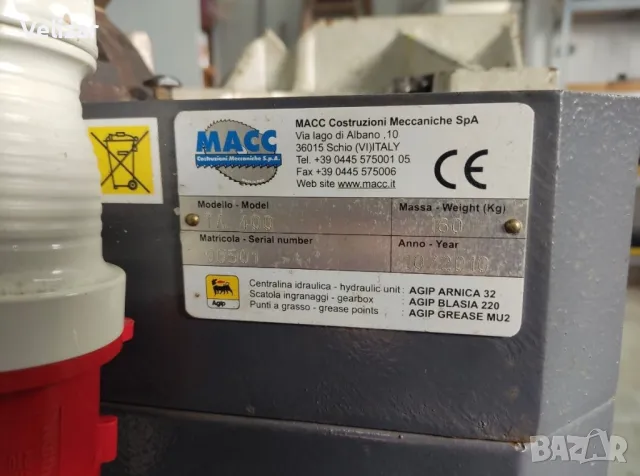 Velizar
MACC
Costruzioni Meccaniche S.p.A.
MACC Costruzioni Meccaniche SpA
Via lago di Albano ,10
36015 Schio (VI)ITALY
Tel. +39 0445 575001 05
Fax +39 0445 575006
Web site www.macc.it
CE
Modello - Model
Massa - Weight (Kg)
Matricola - Serial number
Anno - Year
Agip
Centralina idraulica - hydraulic unit : AGIP ARNICA 32
Scatola ingranaggi - gearbox : AGIP BLASIA 220
Punti a grasso - grease points : AGIP GREASE MU2
BAZAR